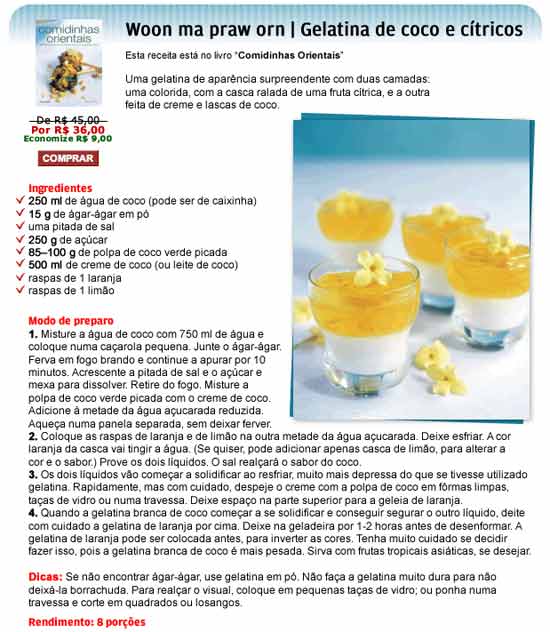 Woon ma praw orn | Gelatina de coco e cítricos
comidinhas
orientais
Esta receita está no livro "Comidinhas Orientais"
Uma gelatina de aparência surpreendente com duas camadas:
uma colorida, com a casca ralada de uma fruta cítrica, e a outra
feita de creme e lascas de coco.
De R$ 45,00
Por R$ 36,00
Economize R$ 9,00
COMPRAR
Ingredientes
250 ml de água de coco (pode ser de caixinha)
15 g de ágar-ágar em pó
uma pitada de sal
250 g de açúcar
85–100 g de polpa de coco verde picada
500 ml de creme de coco (ou leite de coco)
raspas de 1 laranja
raspas de 1 limão
Modo de preparo
1. Misture a água de coco com 750 ml de água e
coloque numa caçarola pequena. Junte o ágar-ágar.
Ferva em fogo brando e continue a apurar por 10
minutos. Acrescente a pitada de sal e o açúcar e
mexa para dissolver. Retire do fogo. Misture a
polpa de coco verde picada com o creme de coco.
Adicione à metade da água açucarada reduzida.
Aqueça numa panela separada, sem deixar ferver.
2. Coloque as raspas de laranja e de limão na outra metade da água açucarada. Deixe esfriar. A cor
laranja da casca vai tingir a água. (Se quiser, pode adicionar apenas casca de limão, para alterar a
cor e o sabor.) Prove os dois líquidos. O sal realçará o sabor do coco.
3. Os dois líquidos vão começar a solidificar ao resfriar, muito mais depressa do que se tivesse utilizado
gelatina. Rapidamente, mas com cuidado, despeje o creme com a polpa de coco em fôrmas limpas,
taças de vidro ou numa travessa. Deixe espaço na parte superior para a geleia de laranja.
4. Quando a gelatina branca de coco começar a se solidificar e conseguir segurar o outro líquido, deite
com cuidado a gelatina de laranja por cima. Deixe na geladeira por 1-2 horas antes de desenformar. A
gelatina de laranja pode ser colocada antes, para inverter as cores. Tenha muito cuidado se decidir
fazer isso, pois a gelatina branca de coco é mais pesada. Sirva com frutas tropicais asiáticas, se desejar.
Dicas: Se não encontrar ágar-ágar, use gelatina em pó. Não faça a gelatina muito dura para não
deixá-la borrachuda. Para realçar o visual, coloque em pequenas taças de vidro; ou ponha numa
travessa e corte em quadrados ou losangos.
Rendimento: 8 porções